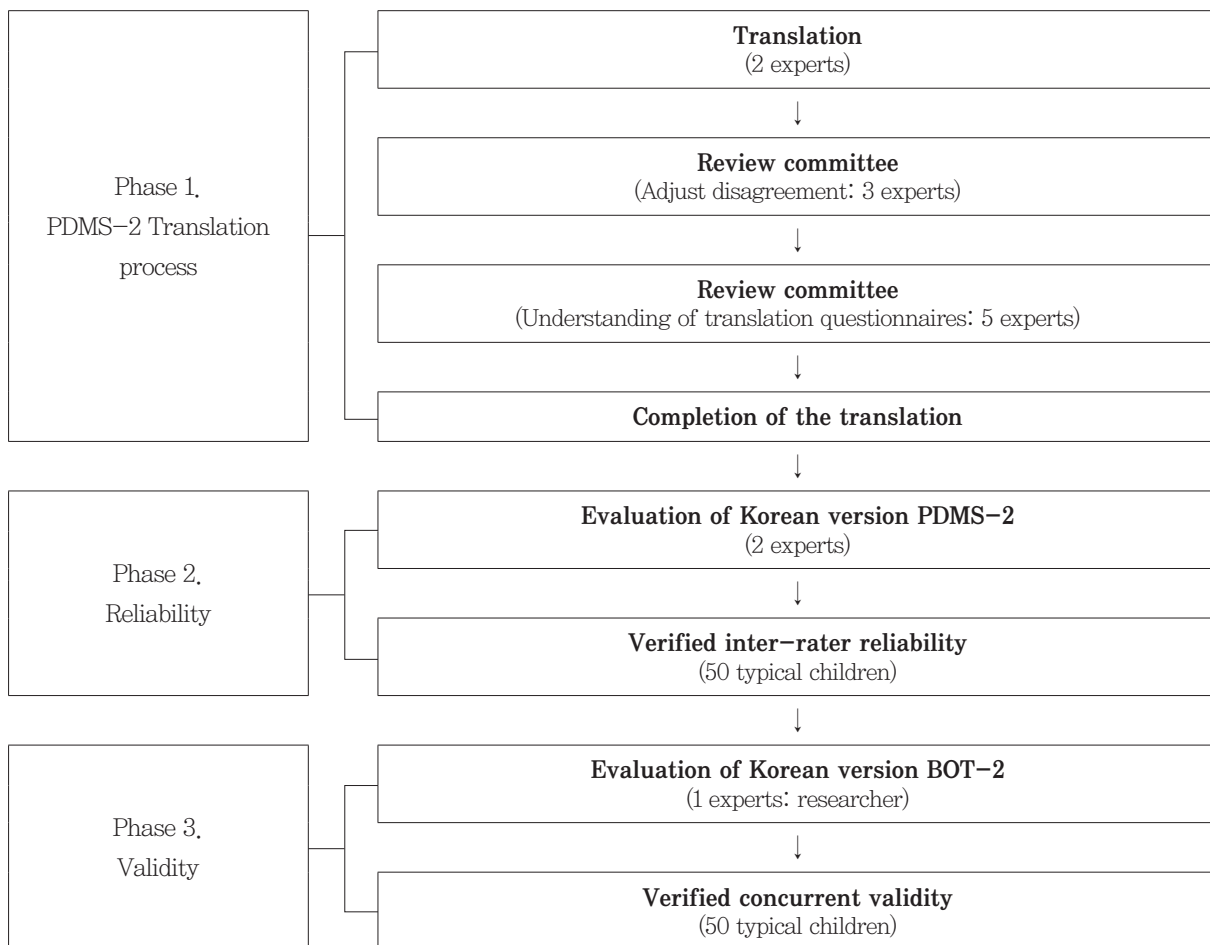 Phase 1.
PDMS-2 Translation
process
Translation
(2 experts)
↓
Review committee
(Adjust disagreement: 3 experts)
↓
Review committee
(Understanding of translation questionnaires: 5 experts)
↓
Completion of the translation
↓
Phase 2.
Reliability
Evaluation of Korean version PDMS-2
(2 experts)
↓
Verified inter-rater reliability
(50 typical children)
↓
Phase 3.
Validity
Evaluation of Korean version BOT-2
(1 experts: researcher)
↓
Verified concurrent validity
(50 typical children)